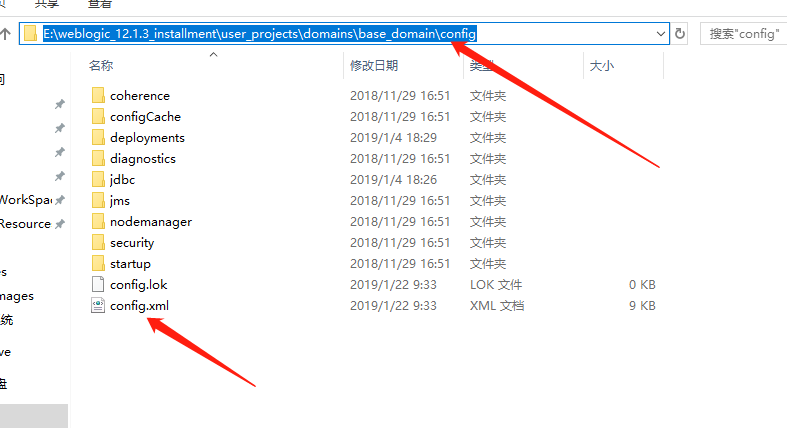 共享 查看
E:\weblogic_12.1.3_installment\user_projects\domains\base_domain\config
搜索"config"
名称 修改日期 类型 大小
问
coherence 2018/11/29 16:51 文件夹
configCache 2018/11/29 16:51 文件夹
deployments 2019/1/4 18:29 文件夹
diagnostics 2018/11/29 16:51 文件夹
jdbc 2019/1/4 18:26 文件夹
WorkSpac jms 2018/11/29 16:51 文件夹
Resource nodemanager 2018/11/29 16:51 文件夹
security 2018/11/29 16:51 文件夹
startup 2018/11/29 16:51 文件夹
es config.lok 2019/1/22 9:33 LOK 文件 0 KB
mages config.xml 2019/1/22 9:33 XML 文档 9 KB
统
ve
盘